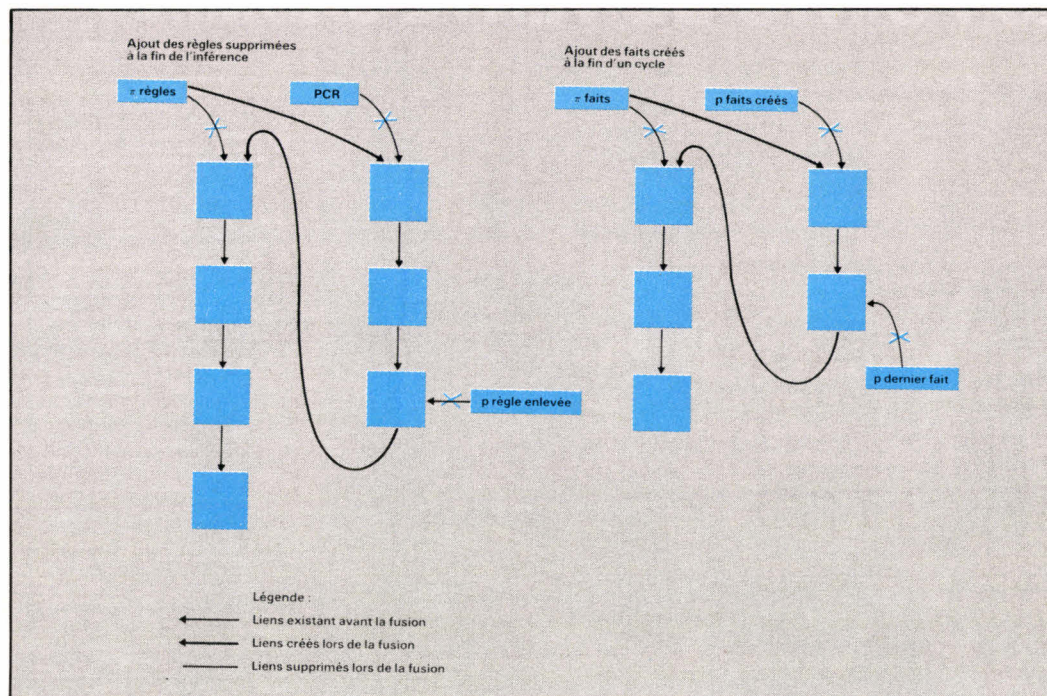 Ajout des règles supprimées
à la fin de l'inférence
π règles
PCR
p règle enlevée
Ajout des faits créés
à la fin d'un cycle
π faits
p faits créés
p dernier fait
Légende :
Liens existant avant la fusion
Liens créès lors de la fusion
Liens supprimés lors de la fusion